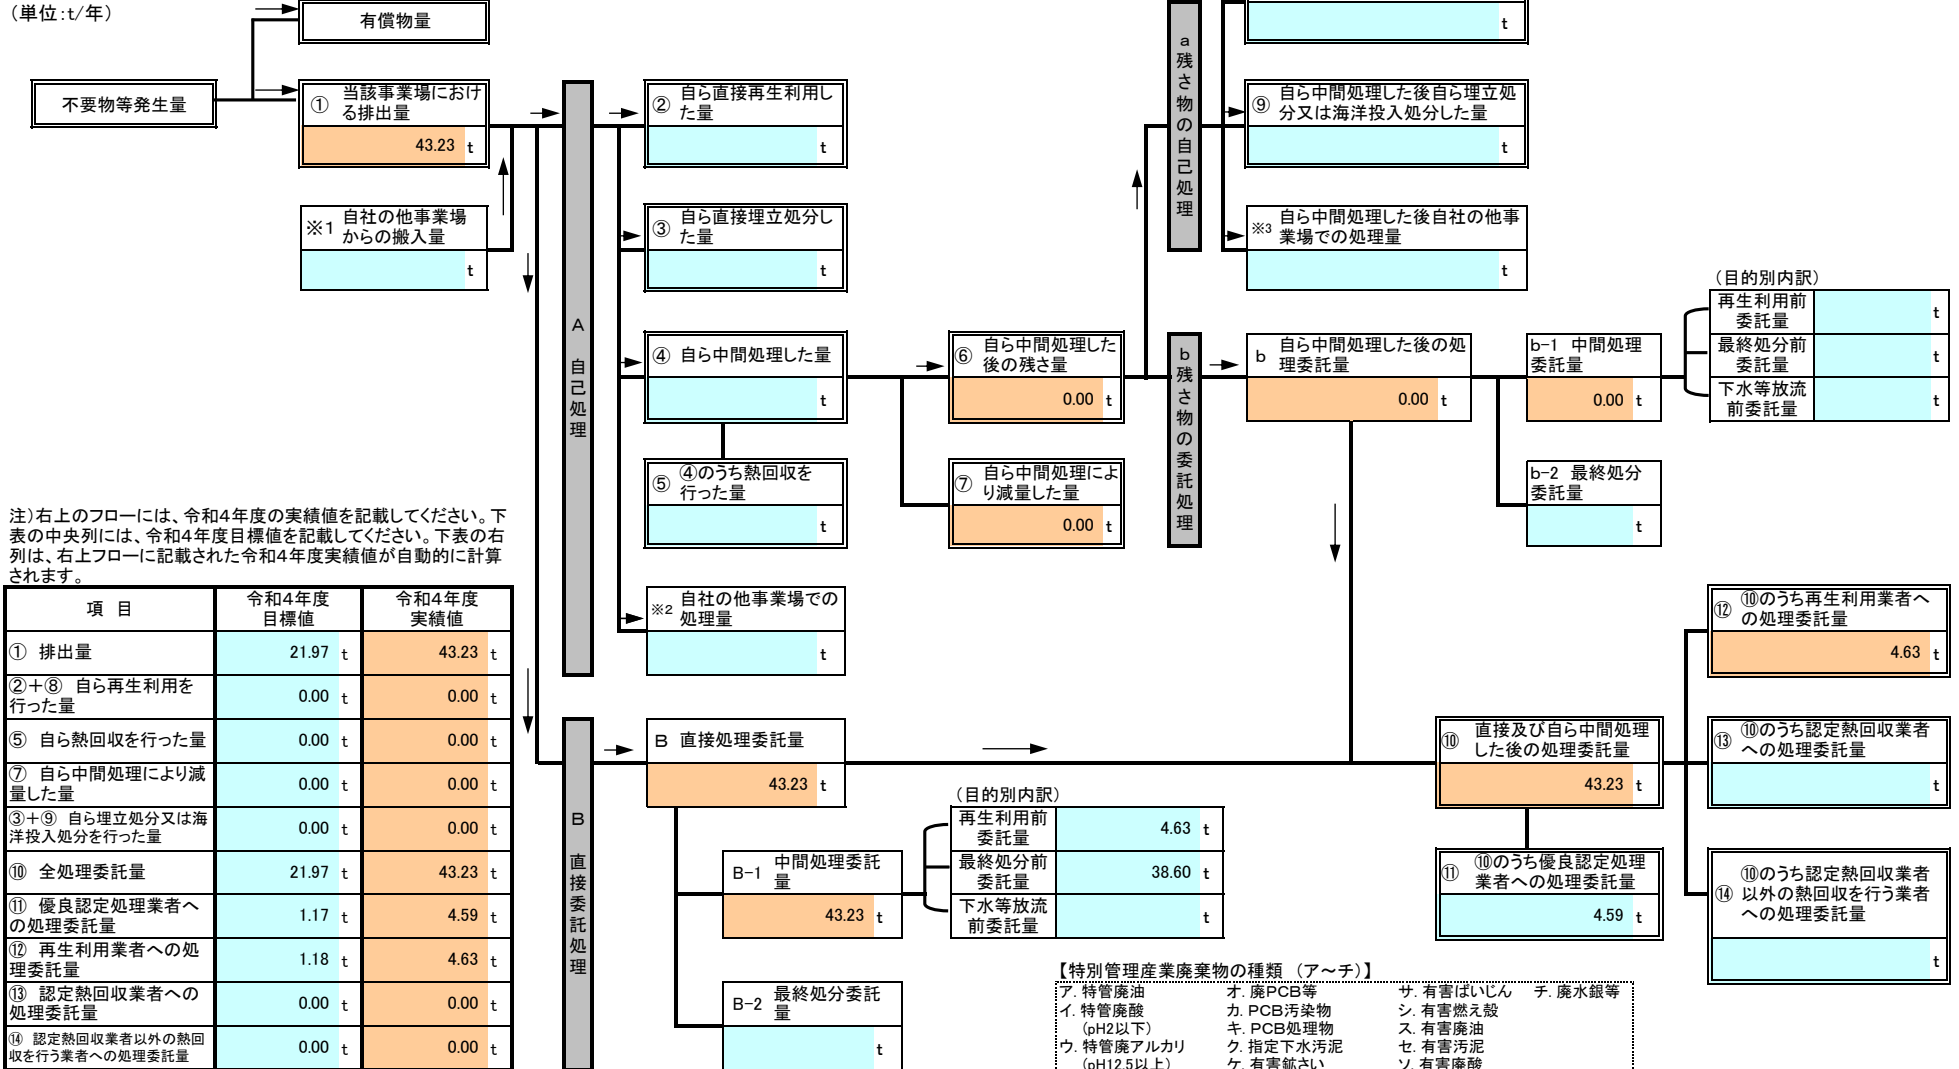 (単位:t/年)
有償物量
不要物等発生量
① 当該事業場におけ
る排出量
43.23 t
※1 自社の他事業場
からの搬入量
t
A 自己処理
② 自ら直接再生利用し
た量
t
③ 自ら直接埋立処分し
た量
t
④ 自ら中間処理した量
t
⑤ ④のうち熱回収を
行った量
t
※2 自社の他事業場での
処理量
t
⑥ 自ら中間処理した
後の残さ量
0.00 t
⑦ 自ら中間処理によ
り減量した量
0.00 t
a 残さ物の自己処理
t
⑨ 自ら中間処理した後自ら埋立処
分又は海洋投入処分した量
t
※3 自ら中間処理した後自社の他事
業場での処理量
t
b 残さ物の委託処理
b 自ら中間処理した後の処
理委託量
0.00 t
b-1 中間処理
委託量
0.00 t
b-2 最終処分
委託量
t
(目的別内訳)
再生利用前
委託量
t
最終処分前
委託量
t
下水等放流
前委託量
t
注)右上のフローには、令和4年度の実績値を記載してください。下
表の中央列には、令和4年度目標値を記載してください。下表の右
列は、右上フローに記載された令和4年度実績値が自動的に計算
されます。
項 目 令和4年度 目標値 令和4年度 実績値
① 排出量 21.97 t 43.23 t
②+⑧ 自ら再生利用を
行った量 0.00 t 0.00 t
⑤ 自ら熱回収を行った量 0.00 t 0.00 t
⑦ 自ら中間処理により減
量した量 0.00 t 0.00 t
③+⑨ 自ら埋立処分又は海
洋投入処分を行った量 0.00 t 0.00 t
⑩ 全処理委託量 21.97 t 43.23 t
⑪ 優良認定処理業者へ
の処理委託量 1.17 t 4.59 t
⑫ 再生利用業者への処
理委託量 1.18 t 4.63 t
⑬ 認定熱回収業者への
処理委託量 0.00 t 0.00 t
⑭ 認定熱回収業者以外の熱回
収を行う業者への処理委託量 0.00 t 0.00 t
B 直接委託処理
B 直接処理委託量
43.23 t
B-1 中間処理委託
量
43.23 t
B-2 最終処分委託
量
t
(目的別内訳)
再生利用前
委託量
4.63 t
最終処分前
委託量
38.60 t
下水等放流
前委託量
t
⑩ 直接及び自ら中間処理
した後の処理委託量
43.23 t
⑪ ⑩のうち優良認定処理
業者への処理委託量
4.59 t
⑫ ⑩のうち再生利用業者へ
の処理委託量
4.63 t
⑬ ⑩のうち認定熱回収業者
への処理委託量
t
⑭ ⑩のうち認定熱回収業者
以外の熱回収を行う業者
への処理委託量
t
【特別管理産業廃棄物の種類 (ア～チ)】
ア. 特管廃油 オ. 廃PCB等 サ. 有害ばいじん チ. 廃水銀等
イ. 特管廃酸 カ. PCB汚染物 シ. 有害燃え殻
(pH2以下) キ. PCB処理物 ス. 有害廃油
ウ. 特管廃アルカリ ク. 指定下水汚泥 セ. 有害汚泥
(pH12.5以上) ケ. 有害鉱さい ソ. 有害廃酸